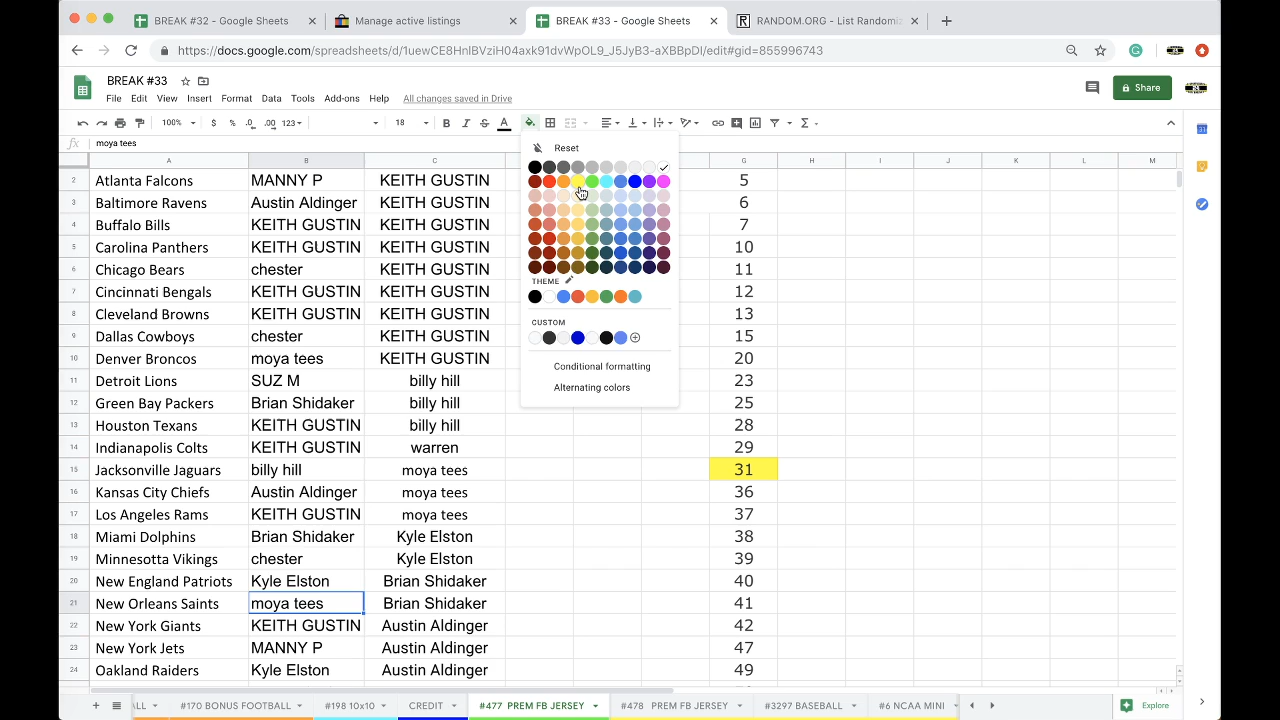 BREAK #32 - Google Sheets
Manage active listings
BREAK #33 - Google Sheets
RANDOM.ORG - List Randomiz
https://docs.google.com/spreadsheets/d/1uewCE8HnIBVziH04axk91dvWpOL9_J5JyB3-aXBBpDI/edit#gid=855996743
BREAK #33
File Edit View Insert Format Data Tools Add-ons Help All changes saved in Drive
Share
100% $ % .0 .00 123 18 B I S A
fx moya tees
A B C G H I J K L M
Reset
2 Atlanta Falcons MANNY P KEITH GUSTIN 5
3 Baltimore Ravens Austin Aldinger KEITH GUSTIN 6
4 Buffalo Bills KEITH GUSTIN KEITH GUSTIN 7
5 Carolina Panthers KEITH GUSTIN KEITH GUSTIN 10
6 Chicago Bears chester KEITH GUSTIN 11
THEME
7 Cincinnati Bengals KEITH GUSTIN KEITH GUSTIN 12
8 Cleveland Browns KEITH GUSTIN KEITH GUSTIN 13
CUSTOM
9 Dallas Cowboys chester KEITH GUSTIN 15
10 Denver Broncos moya tees KEITH GUSTIN 20
Conditional formatting
11 Detroit Lions SUZ M billy hill 23
Alternating colors
12 Green Bay Packers Brian Shidaker billy hill 25
13 Houston Texans KEITH GUSTIN billy hill 28
14 Indianapolis Colts KEITH GUSTIN warren 29
15 Jacksonville Jaguars billy hill moya tees 31
16 Kansas City Chiefs Austin Aldinger moya tees 36
17 Los Angeles Rams KEITH GUSTIN moya tees 37
18 Miami Dolphins Brian Shidaker Kyle Elston 38
19 Minnesotta Vikings chester Kyle Elston 39
20 New England Patriots Kyle Elston Brian Shidaker 40
21 New Orleans Saints moya tees Brian Shidaker 41
22 New York Giants KEITH GUSTIN Austin Aldinger 42
23 New York Jets MANNY P Austin Aldinger 47
24 Oakland Raiders Kyle Elston Austin Aldinger 49
ALL #170 BONUS FOOTBALL #198 10x10 CREDIT #477 PREM FB JERSEY #478 PREM FB JERSEY #3297 BASEBALL #6 NCAA MINI Explore